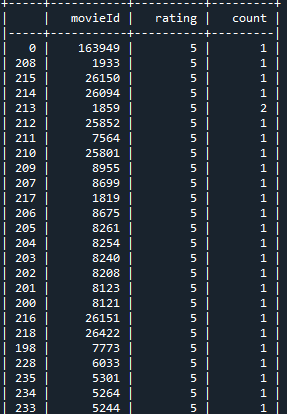 +-----+-----------+----------+---------+
|     |   movieId |   rating |   count |
|-----+-----------+----------+---------|
|   0 |    163949 |        5 |       1 |
| 208 |      1933 |        5 |       1 |
| 215 |     26150 |        5 |       1 |
| 214 |     26094 |        5 |       1 |
| 213 |      1859 |        5 |       2 |
| 212 |     25852 |        5 |       1 |
| 211 |      7564 |        5 |       1 |
| 210 |     25801 |        5 |       1 |
| 209 |      8955 |        5 |       1 |
| 207 |      8699 |        5 |       1 |
| 217 |      1819 |        5 |       1 |
| 206 |      8675 |        5 |       1 |
| 205 |      8261 |        5 |       1 |
| 204 |      8254 |        5 |       1 |
| 203 |      8240 |        5 |       1 |
| 202 |      8208 |        5 |       1 |
| 201 |      8123 |        5 |       1 |
| 200 |      8121 |        5 |       1 |
| 216 |     26151 |        5 |       1 |
| 218 |     26422 |        5 |       1 |
| 198 |      7773 |        5 |       1 |
| 228 |      6033 |        5 |       1 |
| 235 |      5301 |        5 |       1 |
| 234 |      5264 |        5 |       1 |
| 233 |      5244 |        5 |       1 |